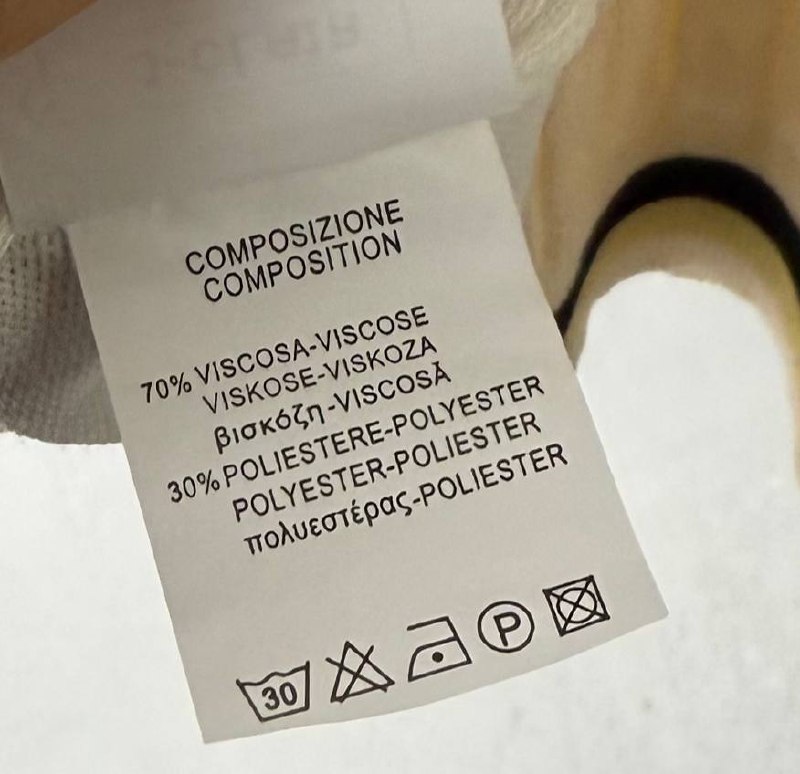 COMPOSIZIONE
COMPOSITION
70% VISCOSA-VISCOSE
VISKOSE-VISKOZA
βισκόζη-VISCOSĂ
30% POLIESTERE-POLYESTER
POLYESTER-POLIESTER
πολυεστέρας-POLIESTER
30 P